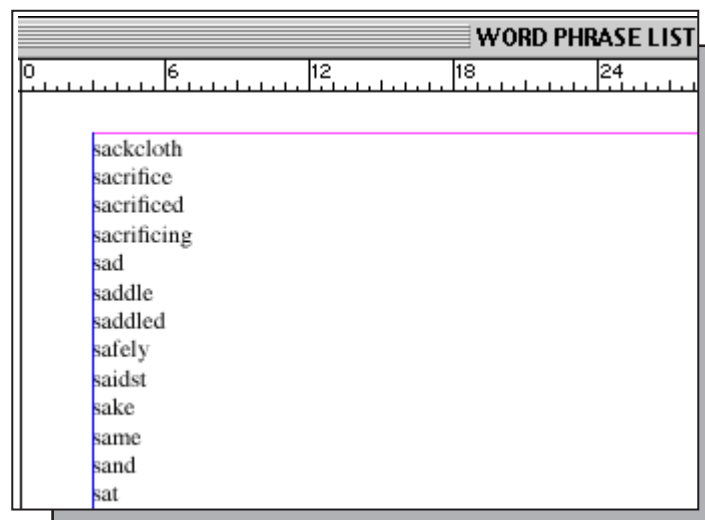 WORD PHRASE LIST
0 6 12 18 24
sackcloth
sacrifice
sacrificed
sacrificing
sad
saddle
saddled
safely
saidst
sake
same
sand
sat